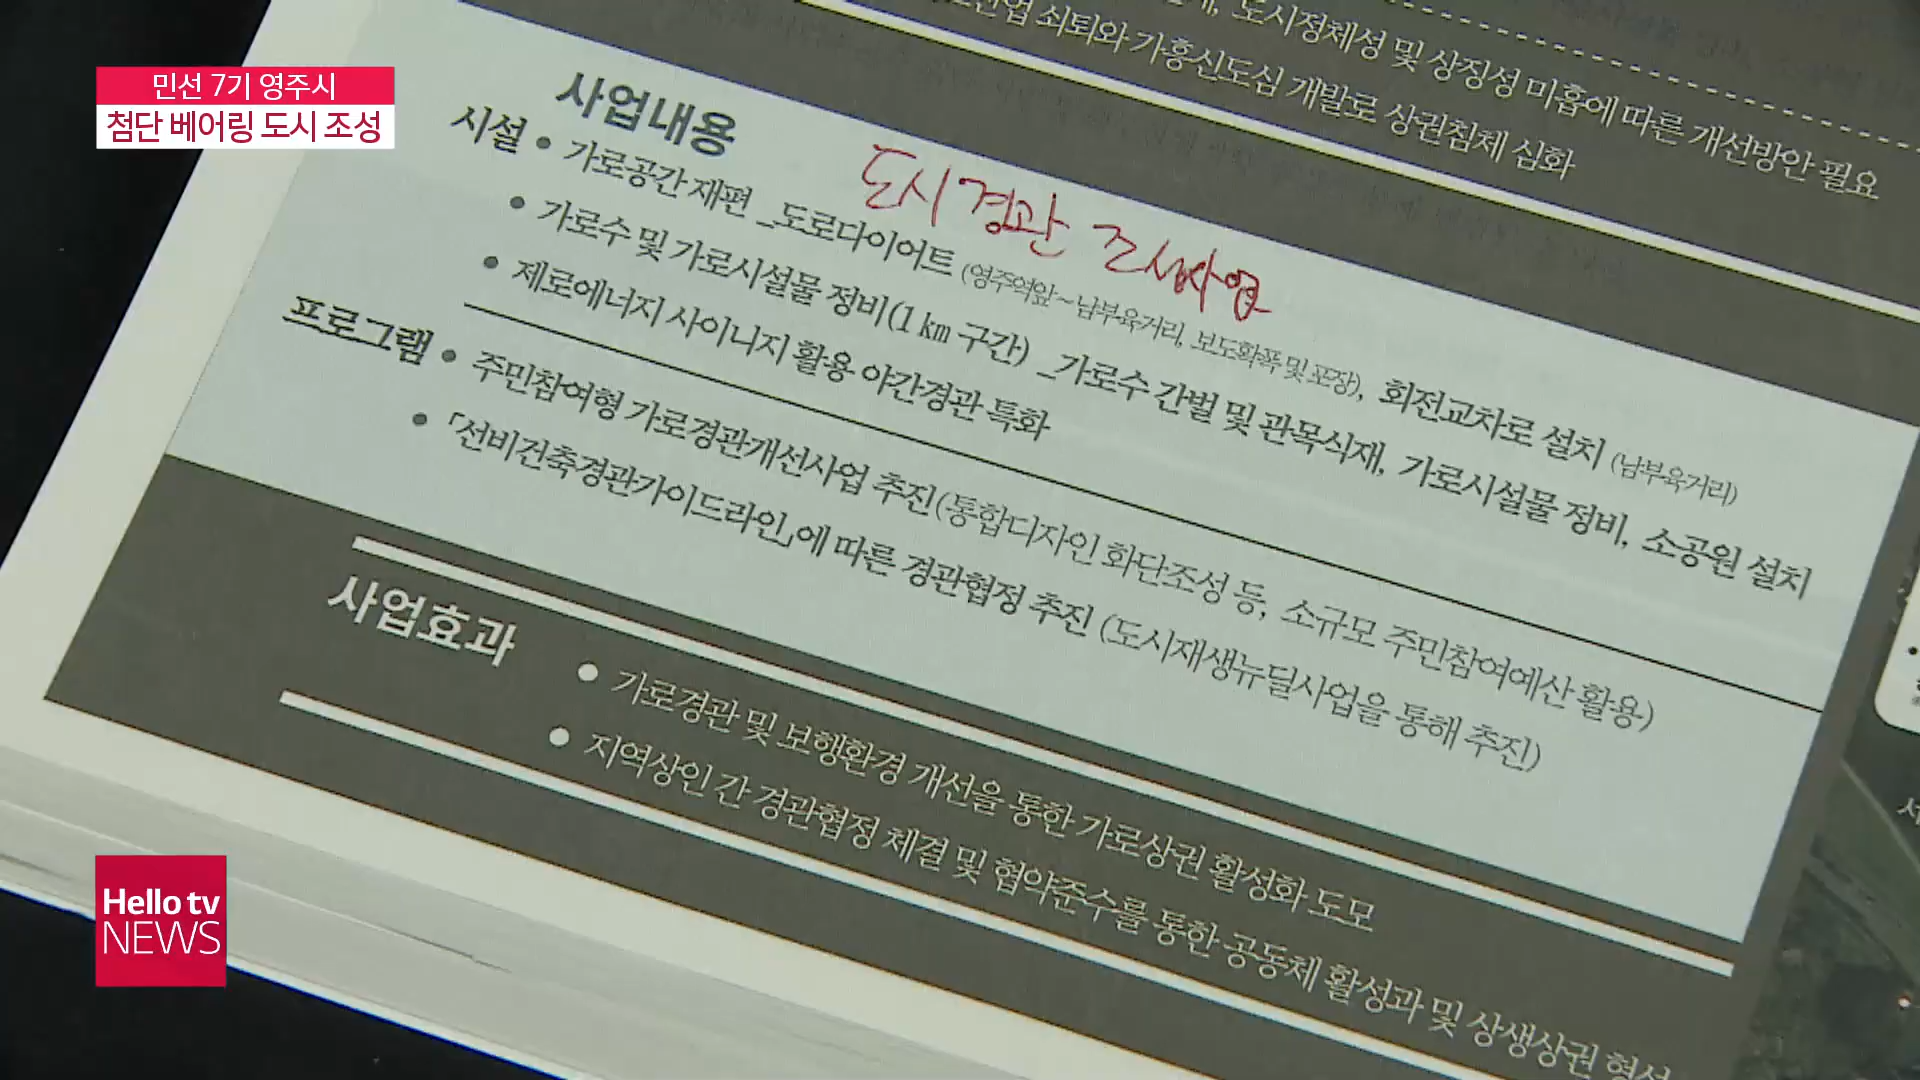 민선 7기 영주시
첨단 베어링 도시 조성
도시정체성 및 상징성 미흡에 따른 개선방안 필요
쇠퇴와 가흥신도심 개발로 상권침체 심화
사업내용
도시경관 조성사업
시설 • 가로공간 재편 _도로다이어트 (영주역앞~남부육거리, 보도확폭 및 포장), 회전교차로 설치 (남부육거리)
• 가로수 및 가로시설물 정비(1㎞ 구간) _가로수 간벌 및 관목식재, 가로시설물 정비, 소공원 설치
• 제로에너지 사이니지 활용 야간경관 특화
프로그램 • 주민참여형 가로경관개선사업 추진(통합디자인 화단조성 등, 소규모 주민참여예산 활용)
• 「선비건축경관가이드라인」에 따른 경관협정 추진 (도시재생뉴딜사업을 통해 추진)
사업효과
• 가로경관 및 보행환경 개선을 통한 가로상권 활성화 도모
• 지역상인 간 경관협정 체결 및 협약준수를 통한 공동체 활성과 및 상생상권 형성
Hello tv
NEWS